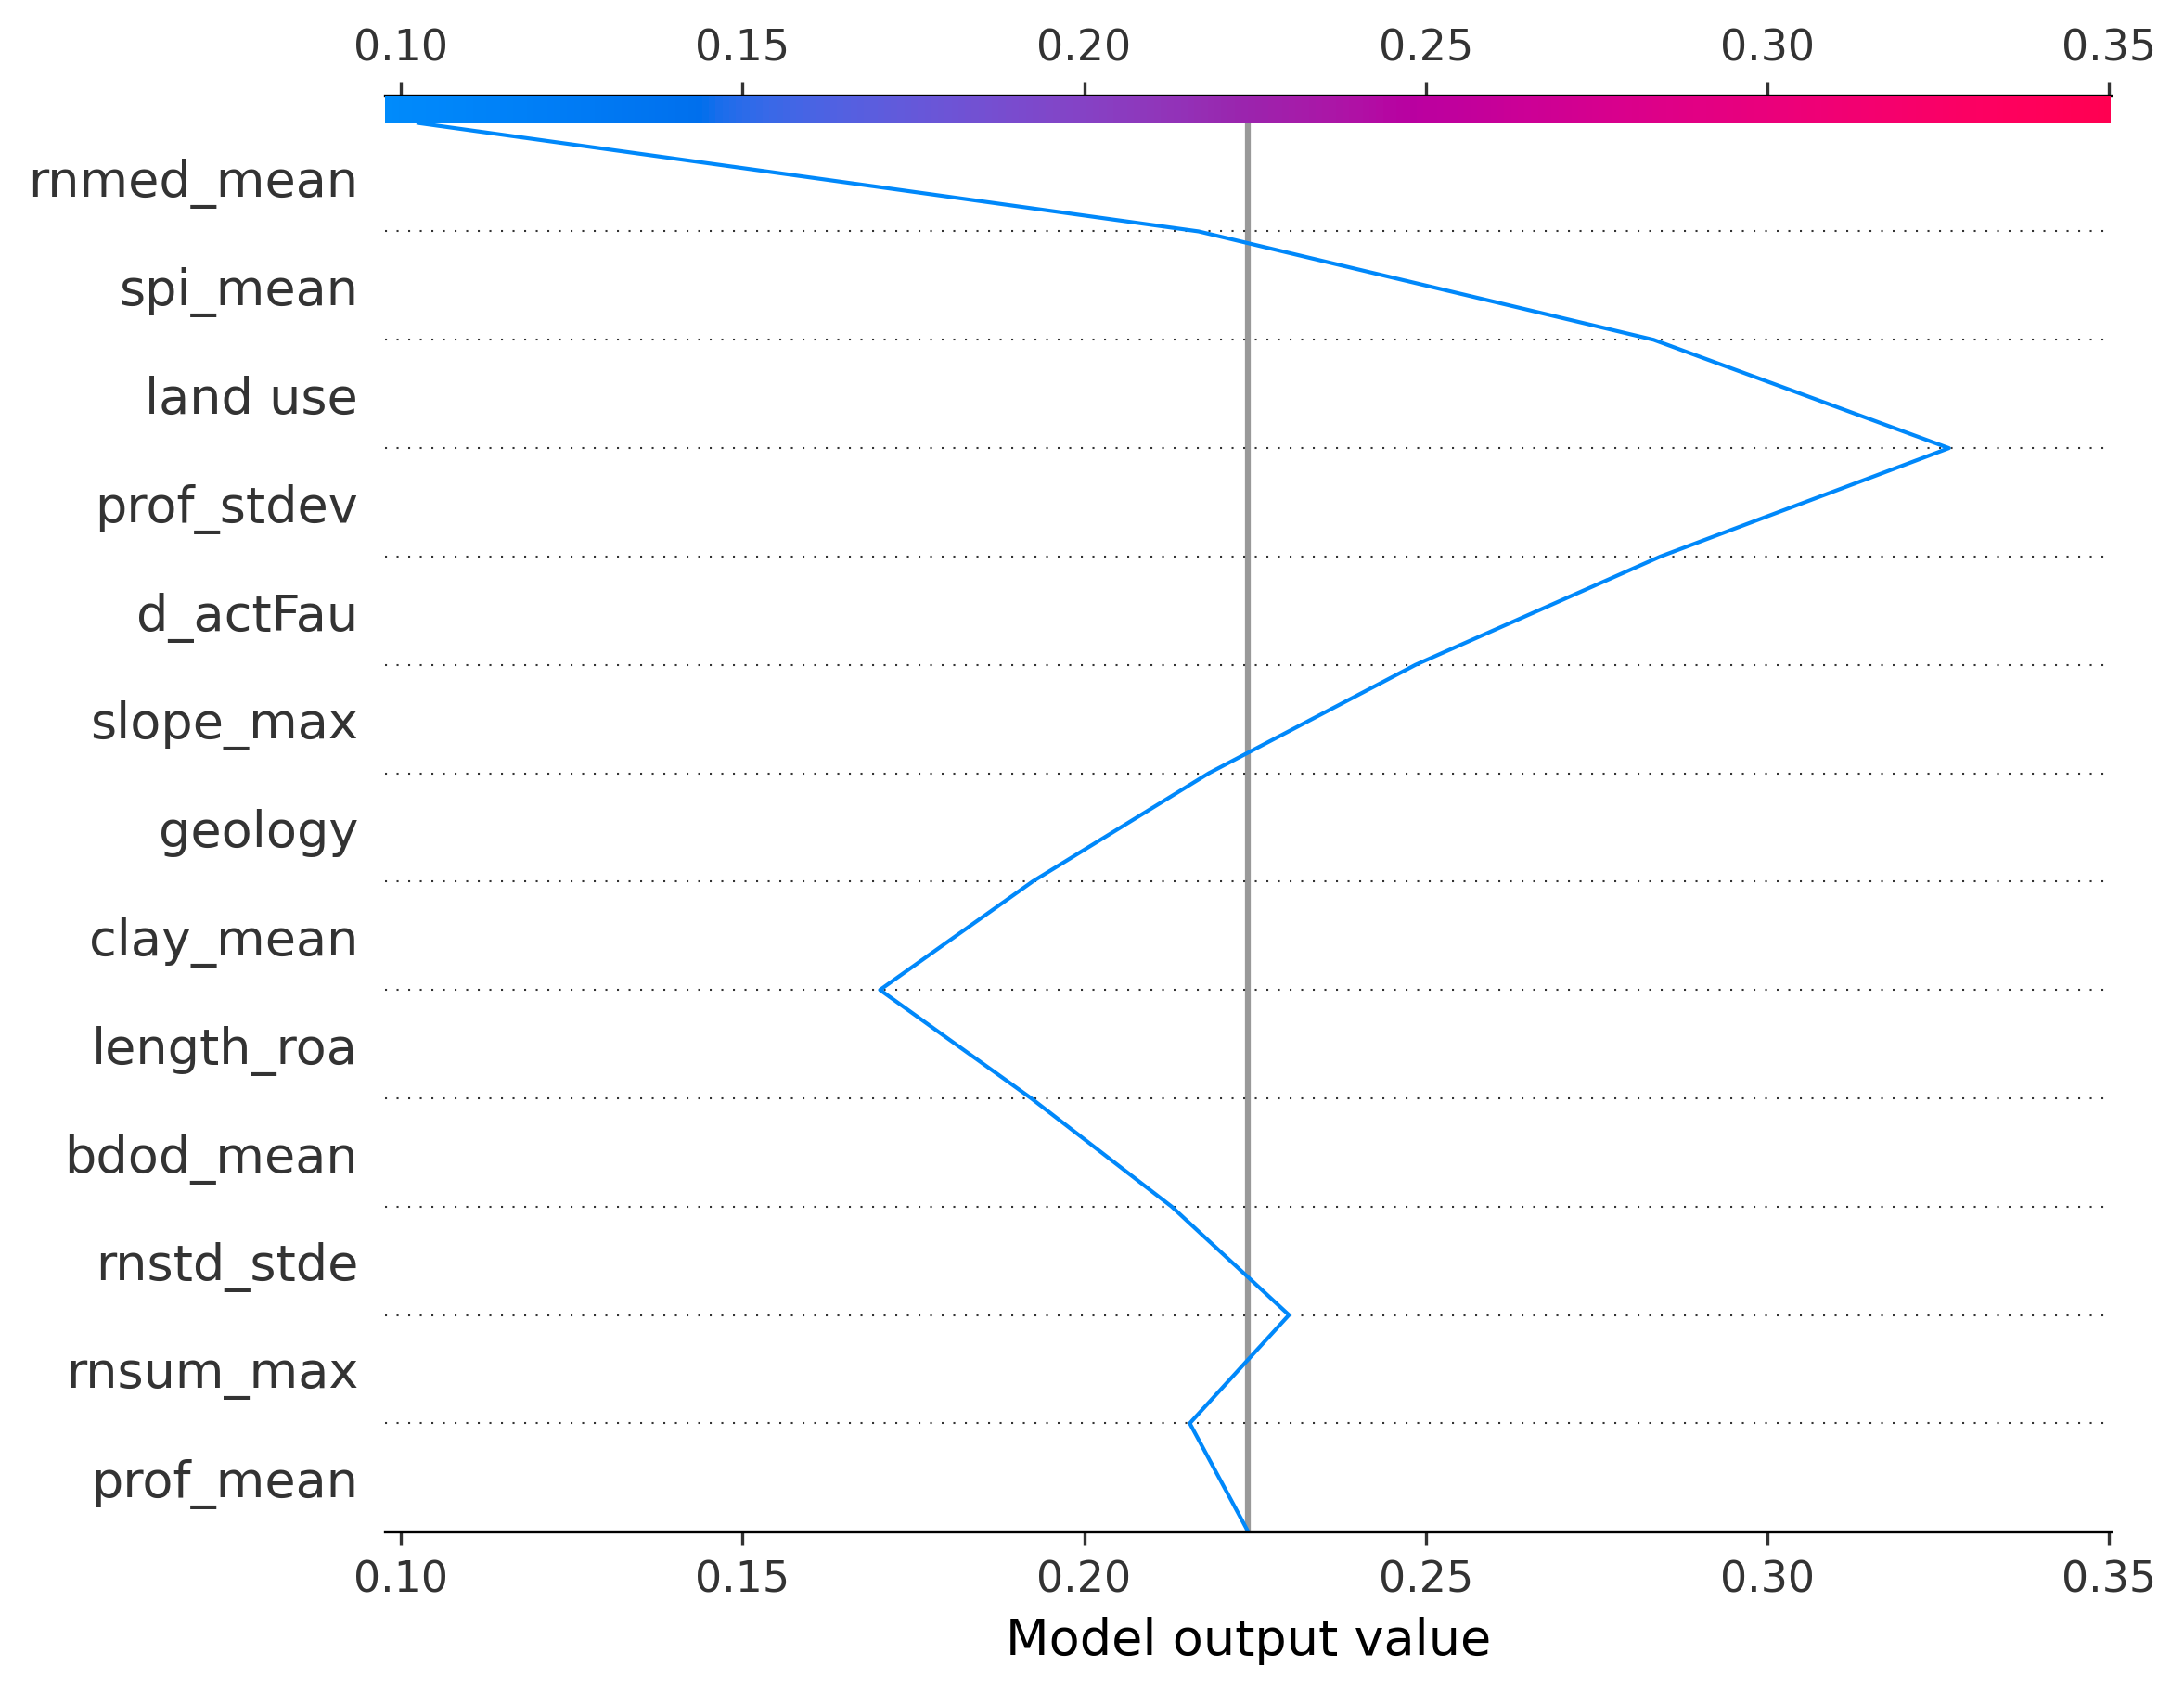 0.10 0.15 0.20 0.25 0.30 0.35
rnmed_mean
spi_mean
land use
prof_stdev
d_actFau
slope_max
geology
clay_mean
length_roa
bdod_mean
rnstd_stde
rnsum_max
prof_mean
0.10 0.15 0.20 0.25 0.30 0.35
Model output value